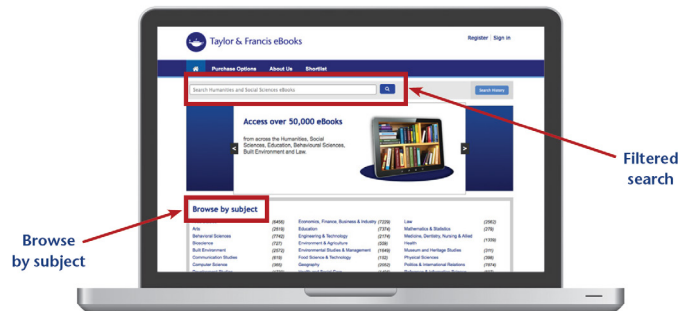 Taylor & Francis eBooks
Register | Sign in
Purchase Options About Us Shortlist
Search Humanities and Social Sciences eBooks
Search History
Access over 50,000 eBooks
from across the Humanities, Social
Sciences, Education, Behavioural Sciences,
Built Environment and Law.
< >
Filtered
search
Browse by subject
Browse
by subject
Arts
Behavioral Sciences
Bioscience
Built Environment
Communication Studies
Computer Science
Economics, Finance, Business & Industry
Education
Engineering & Technology
Environment & Agriculture
Environmental Studies & Management
Food Science & Technology
Geography
Law
Mathematics & Statistics
Medicine, Dentistry, Nursing & Allied
Health
Museum and Heritage Studies
Physical Sciences
Politics & International Relations